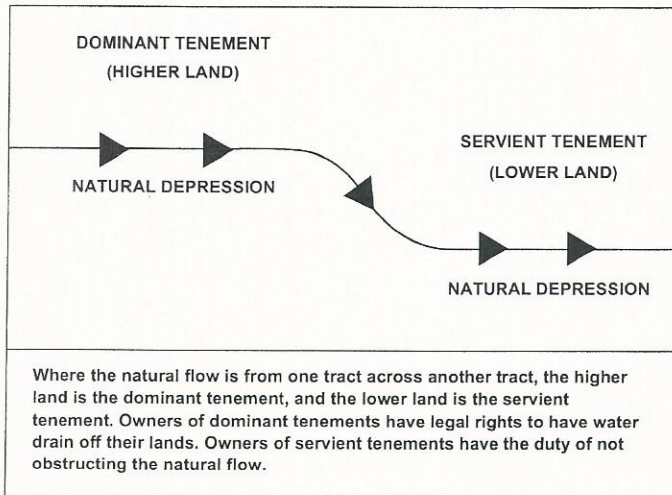 DOMINANT TENEMENT
(HIGHER LAND)
SERVIENT TENEMENT
(LOWER LAND)
NATURAL DEPRESSION
NATURAL DEPRESSION
Where the natural flow is from one tract across another tract, the higher
land is the dominant tenement, and the lower land is the servient
tenement. Owners of dominant tenements have legal rights to have water
drain off their lands. Owners of servient tenements have the duty of not
obstructing the natural flow.